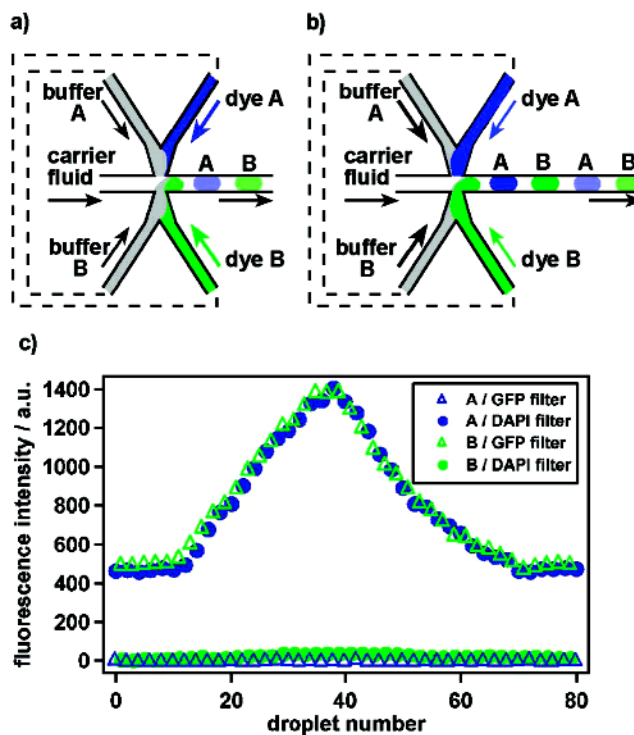 a)
buffer
A
dye A
carrier
fluid
A
B
buffer
B
dye B
b)
buffer
A
dye A
carrier
fluid
A
B
A
B
buffer
B
dye B
c)
fluorescence intensity / a.u.
1400
1200
1000
800
600
400
200
0
A / GFP filter
A / DAPI filter
B / GFP filter
B / DAPI filter
0
20
40
60
80
droplet number